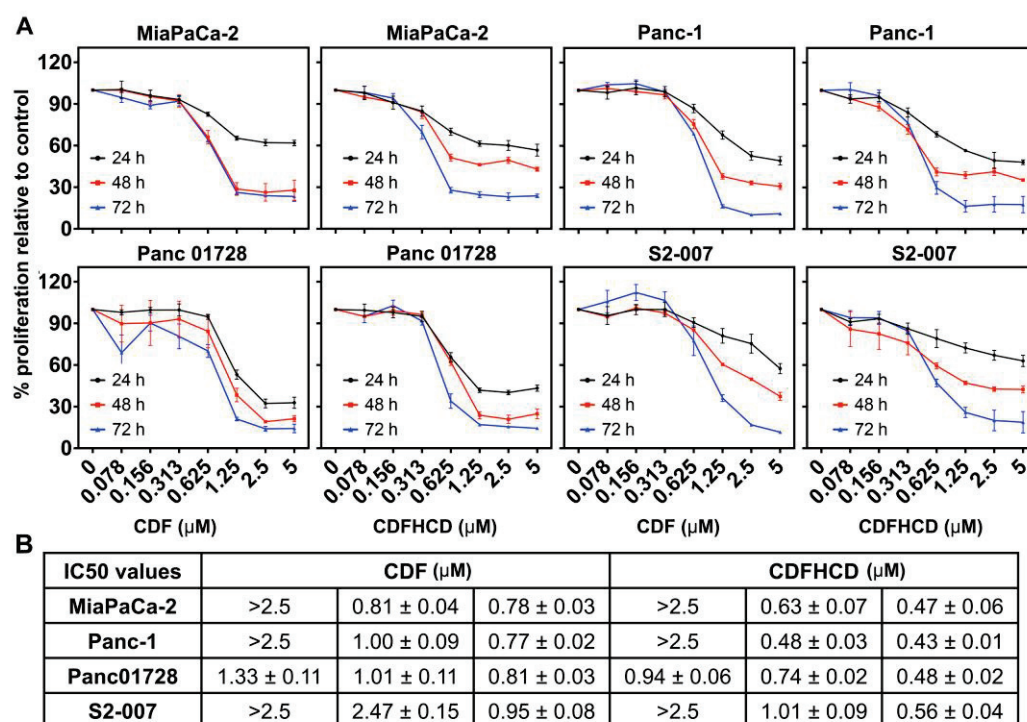 A
MiaPaCa-2 MiaPaCa-2 Panc-1 Panc-1
% proliferation relative to control
120
90
60
30
0
24 h 24 h 24 h 24 h
48 h 48 h 48 h 48 h
72 h 72 h 72 h 72 h
Panc 01728 Panc 01728 S2-007 S2-007
120
90
60
30
0
24 h 24 h 24 h 24 h
48 h 48 h 48 h 48 h
72 h 72 h 72 h 72 h
0 0.078 0.156 0.313 0.625 1.25 2.5 5 0 0.078 0.156 0.313 0.625 1.25 2.5 5 0 0.078 0.156 0.313 0.625 1.25 2.5 5 0 0.078 0.156 0.313 0.625 1.25 2.5 5
CDF (µM) CDFHCD (µM) CDF (µM) CDFHCD (µM)
B
IC50 values CDF (µM) CDFHCD (µM)
MiaPaCa-2 >2.5 0.81 ± 0.04 0.78 ± 0.03 >2.5 0.63 ± 0.07 0.47 ± 0.06
Panc-1 >2.5 1.00 ± 0.09 0.77 ± 0.02 >2.5 0.48 ± 0.03 0.43 ± 0.01
Panc01728 1.33 ± 0.11 1.01 ± 0.11 0.81 ± 0.03 0.94 ± 0.06 0.74 ± 0.02 0.48 ± 0.02
S2-007 >2.5 2.47 ± 0.15 0.95 ± 0.08 >2.5 1.01 ± 0.09 0.56 ± 0.04